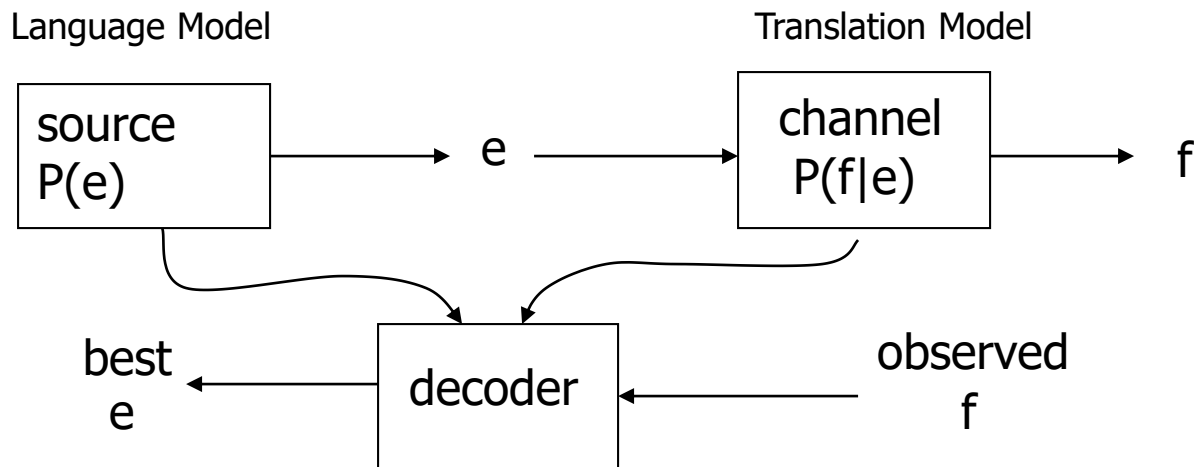 Language Model
Translation Model
source
P(e)
e
channel
P(f|e)
f
best
e
decoder
observed
f